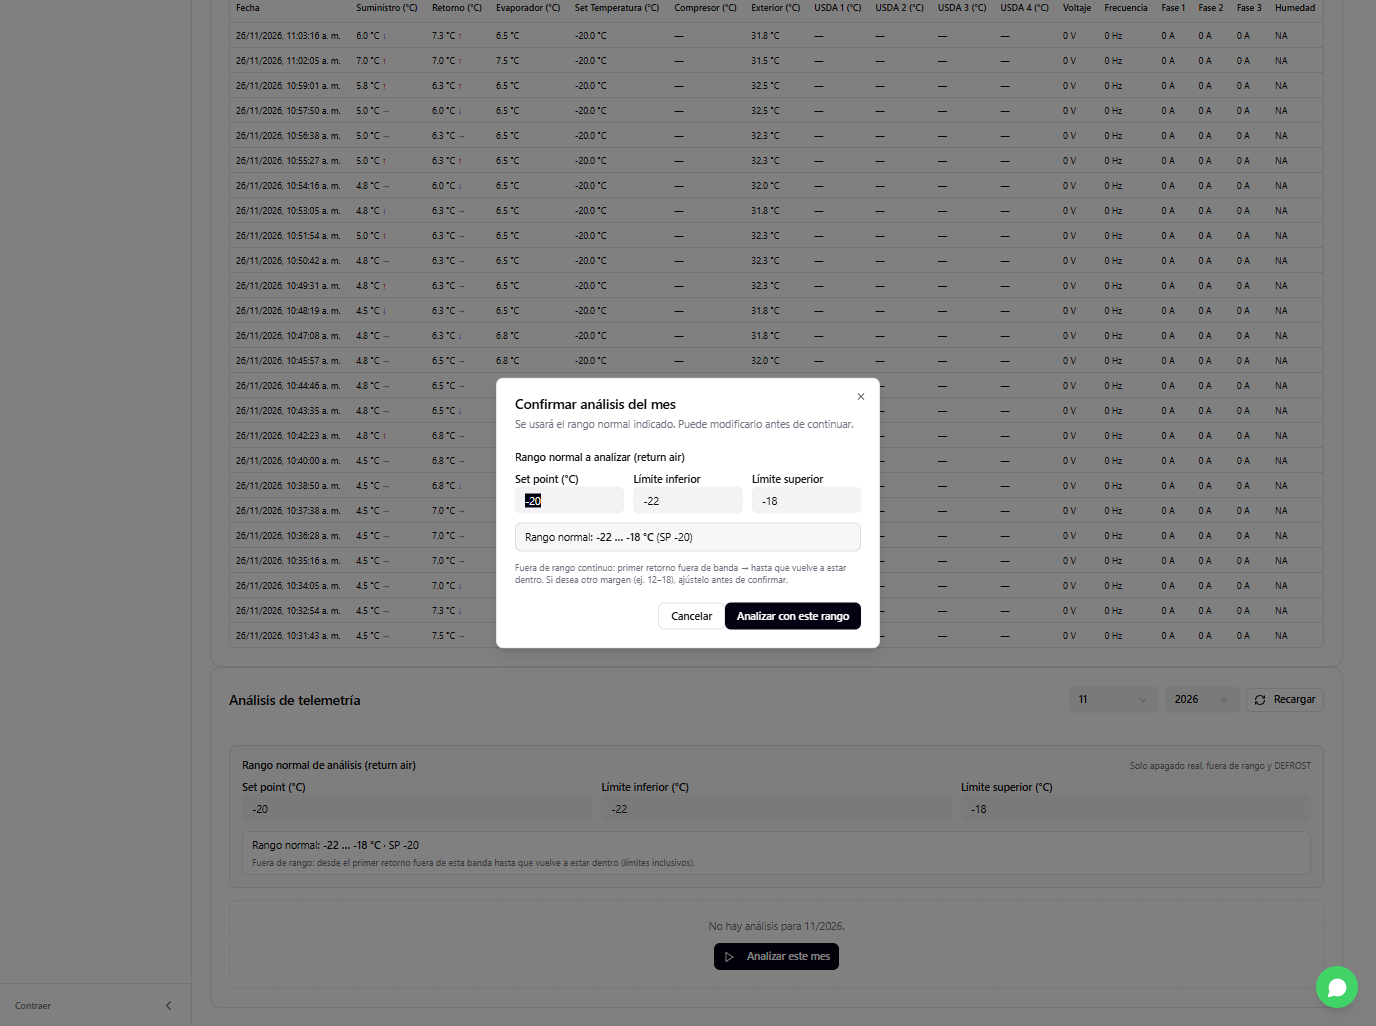 Fecha Suministro (°C) Retorno (°C) Evaporador (°C) Set Temperatura (°C) Compresor (°C) Exterior (°C) USDA 1 (°C) USDA 2 (°C) USDA 3 (°C) USDA 4 (°C) Voltaje Frecuencia Fase 1 Fase 2 Fase 3 Humedad
26/11/2026, 11:03:16 a. m. 6.0 °C ↓ 7.3 °C ↑ 6.5 °C -20.0 °C — 31.8 °C — — — — 0 V 0 Hz 0 A 0 A 0 A NA
26/11/2026, 11:02:05 a. m. 7.0 °C ↑ 7.0 °C ↑ 7.5 °C -20.0 °C — 31.5 °C — — — — 0 V 0 Hz 0 A 0 A 0 A NA
26/11/2026, 10:59:01 a. m. 5.8 °C ↑ 6.3 °C ↑ 6.5 °C -20.0 °C — 32.5 °C — — — — 0 V 0 Hz 0 A 0 A 0 A NA
26/11/2026, 10:57:50 a. m. 5.0 °C → 6.0 °C ↓ 6.5 °C -20.0 °C — 32.5 °C — — — — 0 V 0 Hz 0 A 0 A 0 A NA
26/11/2026, 10:56:38 a. m. 5.0 °C → 6.3 °C → 6.5 °C -20.0 °C — 32.3 °C — — — — 0 V 0 Hz 0 A 0 A 0 A NA
26/11/2026, 10:55:27 a. m. 5.0 °C ↑ 6.3 °C ↑ 6.5 °C -20.0 °C — 32.3 °C — — — — 0 V 0 Hz 0 A 0 A 0 A NA
26/11/2026, 10:54:16 a. m. 4.8 °C → 6.0 °C ↓ 6.5 °C -20.0 °C — 32.0 °C — — — — 0 V 0 Hz 0 A 0 A 0 A NA
26/11/2026, 10:53:05 a. m. 4.8 °C ↓ 6.3 °C → 6.5 °C -20.0 °C — 31.8 °C — — — — 0 V 0 Hz 0 A 0 A 0 A NA
26/11/2026, 10:51:54 a. m. 5.0 °C ↑ 6.3 °C → 6.5 °C -20.0 °C — 32.3 °C — — — — 0 V 0 Hz 0 A 0 A 0 A NA
26/11/2026, 10:50:42 a. m. 4.8 °C → 6.3 °C → 6.5 °C -20.0 °C — 32.3 °C — — — — 0 V 0 Hz 0 A 0 A 0 A NA
26/11/2026, 10:49:31 a. m. 4.8 °C ↑ 6.3 °C → 6.5 °C -20.0 °C — 32.3 °C — — — — 0 V 0 Hz 0 A 0 A 0 A NA
26/11/2026, 10:48:19 a. m. 4.5 °C ↓ 6.3 °C → 6.5 °C -20.0 °C — 31.8 °C — — — — 0 V 0 Hz 0 A 0 A 0 A NA
26/11/2026, 10:47:08 a. m. 4.8 °C → 6.3 °C ↓ 6.8 °C -20.0 °C — 31.8 °C — — — — 0 V 0 Hz 0 A 0 A 0 A NA
26/11/2026, 10:45:57 a. m. 4.8 °C → 6.5 °C → 6.8 °C -20.0 °C — 32.0 °C — — — — 0 V 0 Hz 0 A 0 A 0 A NA
26/11/2026, 10:44:46 a. m. 4.8 °C → 6.5 °C → — — — 0 V 0 Hz 0 A 0 A 0 A NA
26/11/2026, 10:43:35 a. m. 4.8 °C → 6.5 °C ↓ — — — 0 V 0 Hz 0 A 0 A 0 A NA
26/11/2026, 10:42:23 a. m. 4.8 °C ↑ 6.8 °C → — — — 0 V 0 Hz 0 A 0 A 0 A NA
26/11/2026, 10:40:00 a. m. 4.5 °C → 6.8 °C → — — — 0 V 0 Hz 0 A 0 A 0 A NA
26/11/2026, 10:38:50 a. m. 4.5 °C → 6.8 °C ↓ — — — 0 V 0 Hz 0 A 0 A 0 A NA
26/11/2026, 10:37:38 a. m. 4.5 °C → 7.0 °C → — — — 0 V 0 Hz 0 A 0 A 0 A NA
26/11/2026, 10:36:28 a. m. 4.5 °C → 7.0 °C → — — — 0 V 0 Hz 0 A 0 A 0 A NA
26/11/2026, 10:35:16 a. m. 4.5 °C → 7.0 °C → — — — 0 V 0 Hz 0 A 0 A 0 A NA
26/11/2026, 10:34:05 a. m. 4.5 °C → 7.0 °C ↓ — — — 0 V 0 Hz 0 A 0 A 0 A NA
26/11/2026, 10:32:54 a. m. 4.5 °C → 7.3 °C ↓ — — — 0 V 0 Hz 0 A 0 A 0 A NA
26/11/2026, 10:31:43 a. m. 4.5 °C → 7.5 °C → — — — 0 V 0 Hz 0 A 0 A 0 A NA
Confirmar análisis del mes
Se usará el rango normal indicado. Puede modificarlo antes de continuar.
Rango normal a analizar (return air)
Set point (°C) Límite inferior Límite superior
-20 -22 -18
Rango normal: -22 … -18 °C (SP -20)
Fuera de rango continuo: primer retorno fuera de banda → hasta que vuelve a estar
dentro. Si desea otro margen (ej. 12–18), ajústelo antes de confirmar.
Cancelar Analizar con este rango
Análisis de telemetría 11 2026 Recargar
Rango normal de análisis (return air) Solo apagado real, fuera de rango y DEFROST
Set point (°C) Límite inferior (°C) Límite superior (°C)
-20 -22 -18
Rango normal: -22 … -18 °C · SP -20
Fuera de rango: desde el primer retorno fuera de esta banda hasta que vuelve a estar dentro (límites inclusivos).
No hay análisis para 11/2026.
Analizar este mes
Contraer